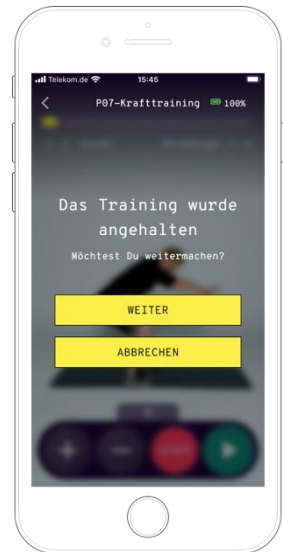 Telekom.de 15:45
P07-Krafttraining 100%
Das Training wurde
angehalten
Möchtest Du weitermachen?
WEITER
ABBRECHEN